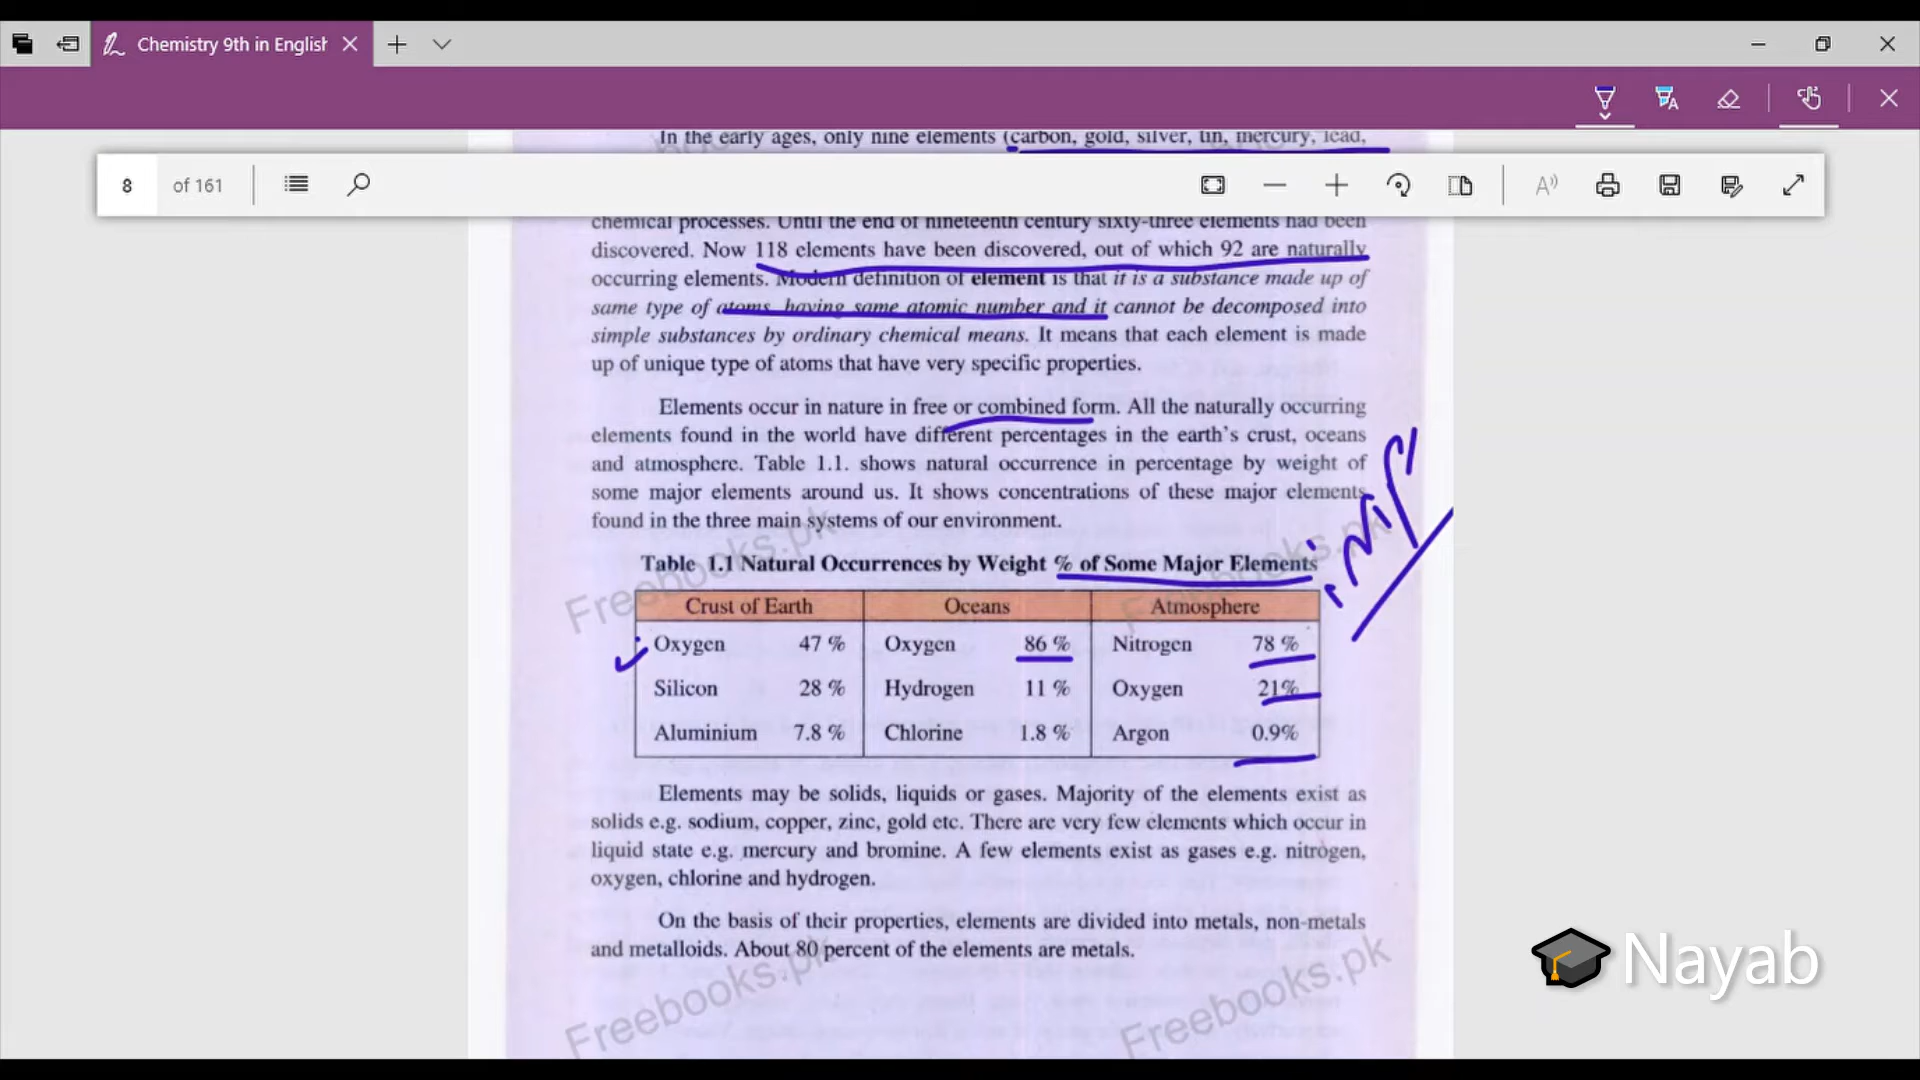 Chemistry 9th in English
In the early ages, only nine elements (carbon, gold, silver, tin, mercury, lead,
8 of 161
chemical processes. Until the end of nineteenth century sixty-three elements had been
discovered. Now 118 elements have been discovered, out of which 92 are naturally
occurring elements. Modern definition of element is that it is a substance made up of
same type of atoms, having same atomic number and it cannot be decomposed into
simple substances by ordinary chemical means. It means that each element is made
up of unique type of atoms that have very specific properties.
Elements occur in nature in free or combined form. All the naturally occurring
elements found in the world have different percentages in the earth's crust, oceans
and atmosphere. Table 1.1. shows natural occurrence in percentage by weight of
some major elements around us. It shows concentrations of these major elements
found in the three main systems of our environment.
Table 1.1 Natural Occurrences by Weight % of Some Major Elements
Crust of Earth Oceans Atmosphere
Oxygen 47 % Oxygen 86 % Nitrogen 78 %
Silicon 28 % Hydrogen 11 % Oxygen 21%
Aluminium 7.8 % Chlorine 1.8 % Argon 0.9%
Elements may be solids, liquids or gases. Majority of the elements exist as
solids e.g. sodium, copper, zinc, gold etc. There are very few elements which occur in
liquid state e.g. mercury and bromine. A few elements exist as gases e.g. nitrogen,
oxygen, chlorine and hydrogen.
On the basis of their properties, elements are divided into metals, non-metals
and metalloids. About 80 percent of the elements are metals.
Freebooks.pk
Freebooks.pk
Freebooks.pk
Freebooks.pk
Nayab